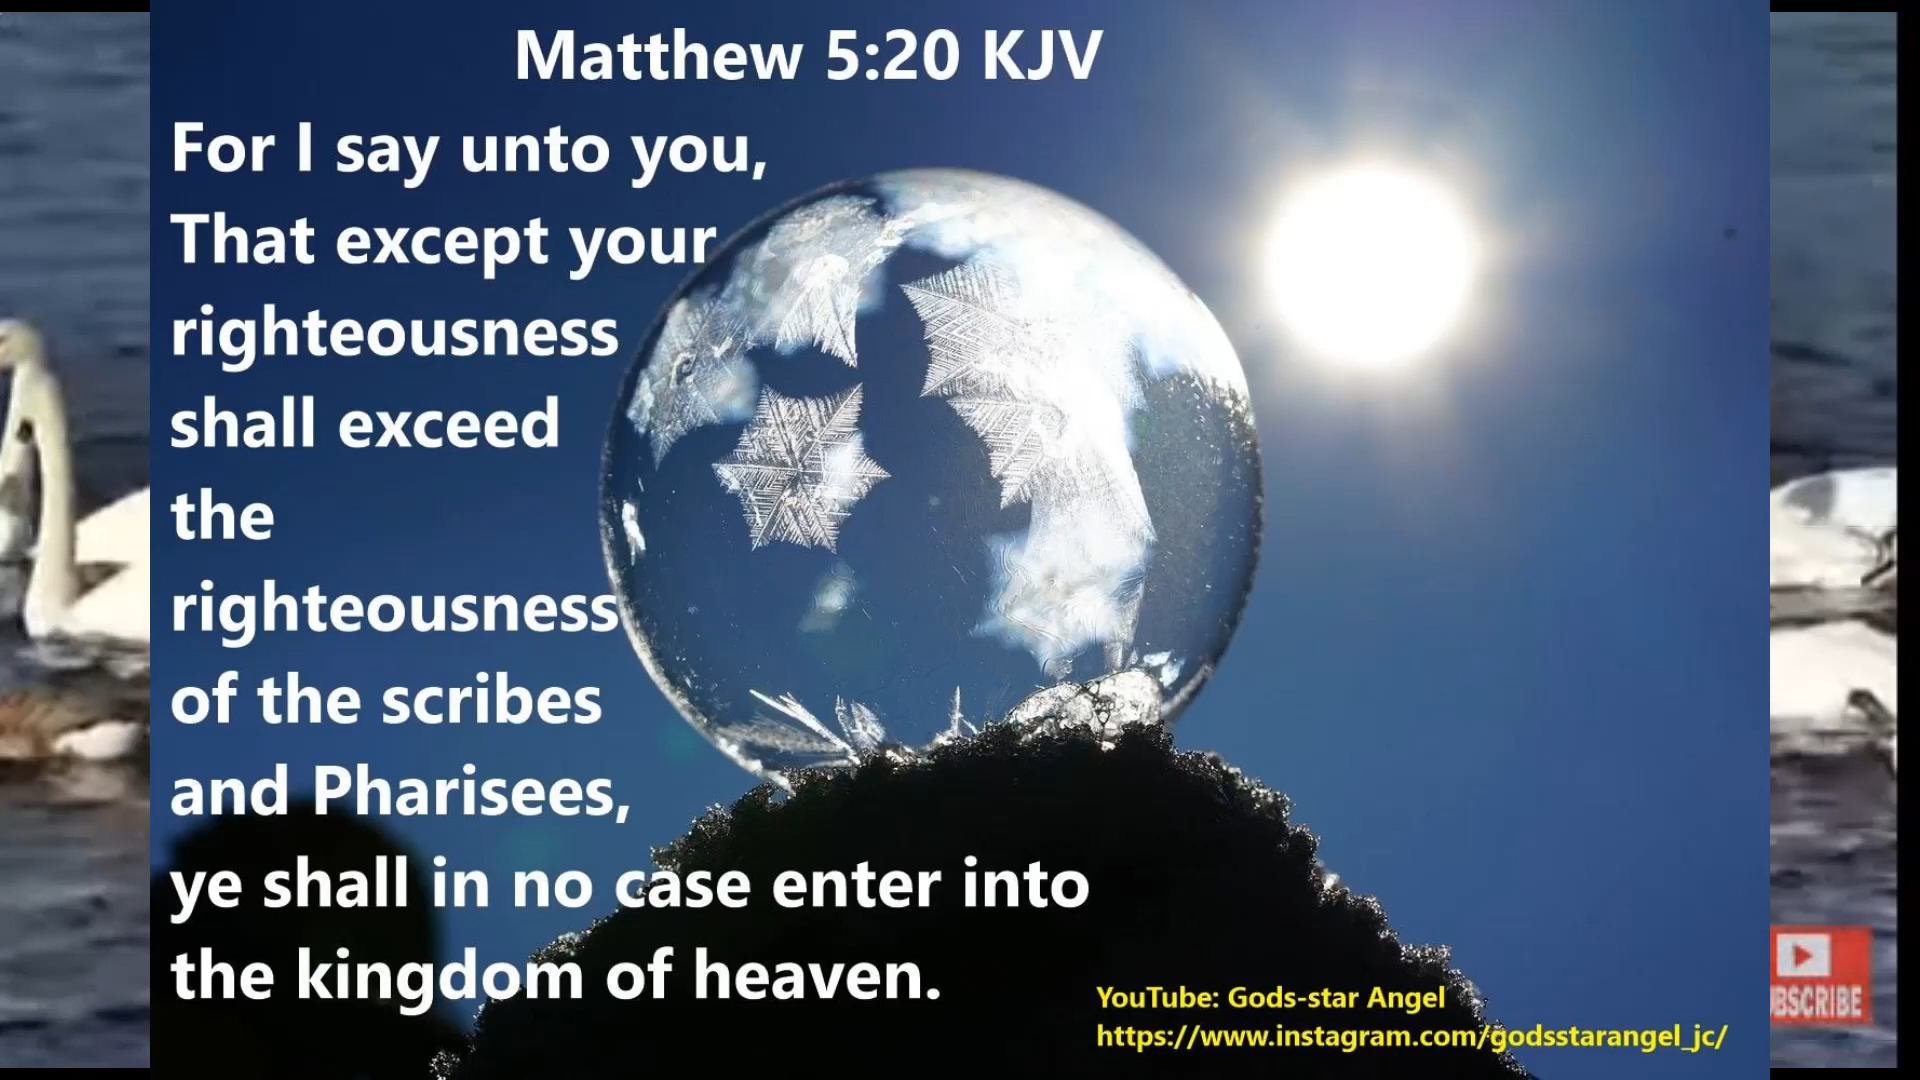 Matthew 5:20 KJV
For I say unto you,
That except your
righteousness
shall exceed
the
righteousness
of the scribes
and Pharisees,
ye shall in no case enter into
the kingdom of heaven.
YouTube: Gods-star Angel
https://www.instagram.com/godsstarangel_jc/
BSCRIBE